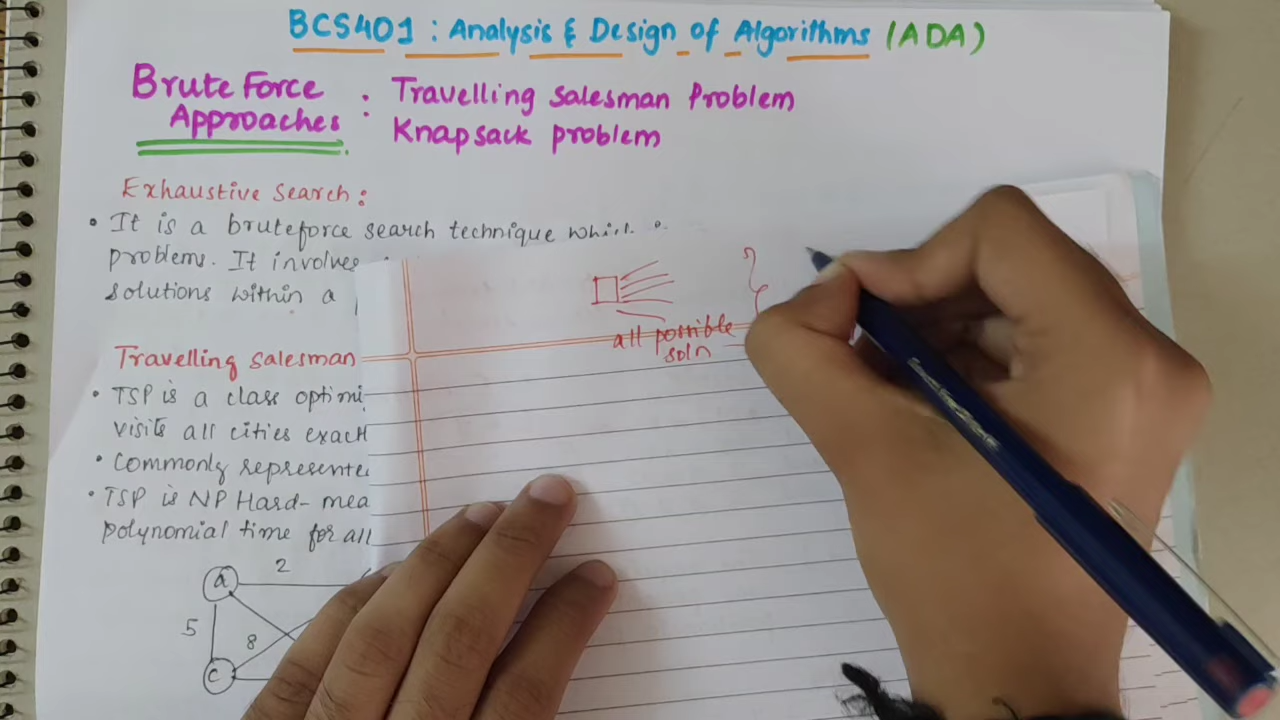 BCS401 : Analysis & Design of Algorithms (ADA)
Brute Force Approaches : Travelling Salesman Problem
Knapsack problem
Exhaustive Search :
• It is a bruteforce search technique which
problems. It involves
solutions within a
all possible
soln
Travelling Salesman
• TSP is a class optimi
visits all cities exact
• Commonly represente
• TSP is NP Hard- mea
polynomial time for all
a 2
5
8
c